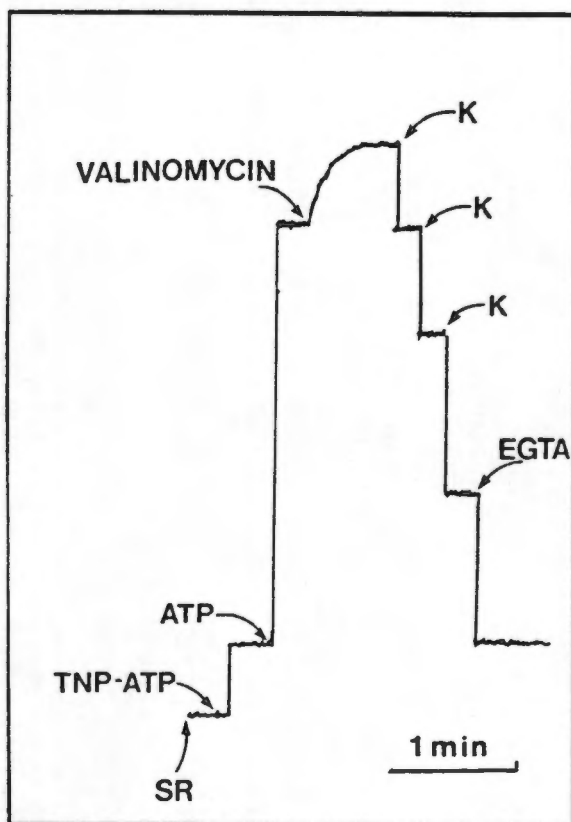 K
VALINOMYCIN
K
K
EGTA
ATP
TNP-ATP
1 min
SR